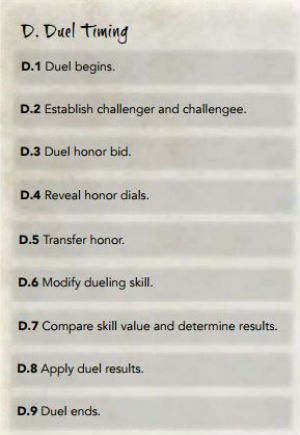 D. Duel Timing
D.1 Duel begins.
D.2 Establish challenger and challengee.
D.3 Duel honor bid.
D.4 Reveal honor dials.
D.5 Transfer honor.
D.6 Modify dueling skill.
D.7 Compare skill value and determine results.
D.8 Apply duel results.
D.9 Duel ends.